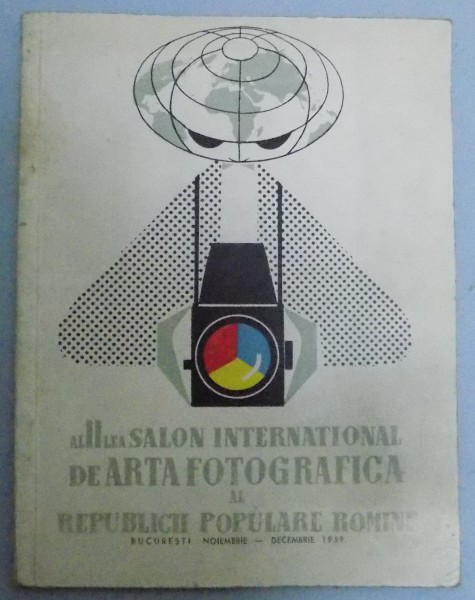 AL II LEA SALON INTERNATIONAL
DE ARTA FOTOGRAFICA
AL
REPUBLICII POPULARE ROMINE
BUCUREȘTI NOIEMBRIE — DECEMBRIE 1959